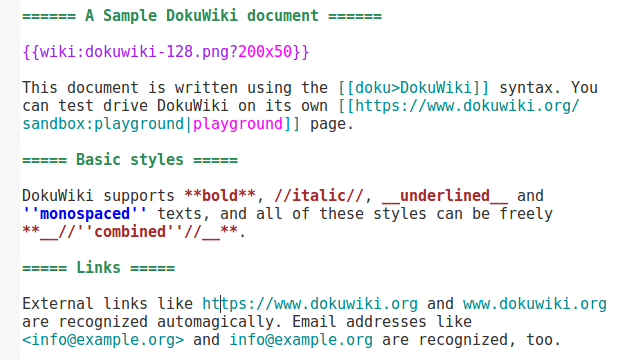 ====== A Sample DokuWiki document ======
{{wiki:dokuwiki-128.png?200x50}}
This document is written using the [[doku>DokuWiki]] syntax. You
can test drive DokuWiki on its own [[https://www.dokuwiki.org/
sandbox:playground|playground]] page.
===== Basic styles =====
DokuWiki supports **bold**, //italic//, __underlined__ and
''monospaced'' texts, and all of these styles can be freely
**__//''combined''//__**.
===== Links =====
External links like https://www.dokuwiki.org and www.dokuwiki.org
are recognized automagically. Email addresses like
<info@example.org> and info@example.org are recognized, too.